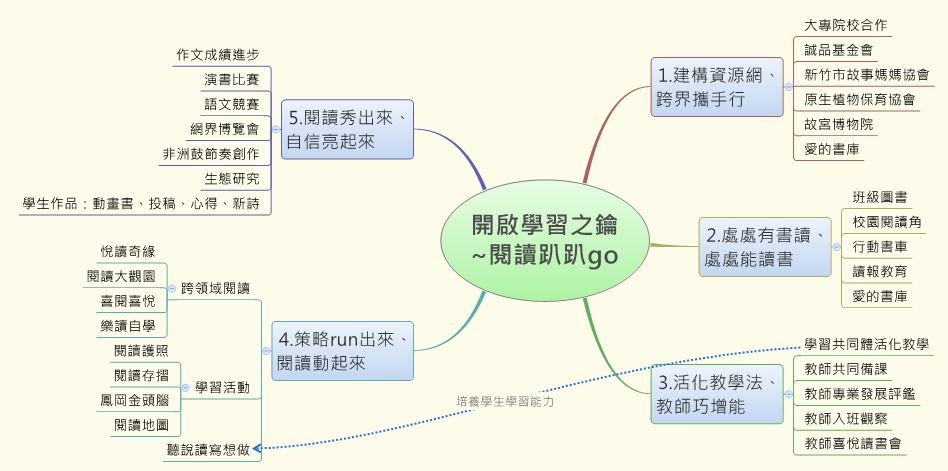 開啟學習之鑰
~閱讀趴趴go
1.建構資源網、
跨界攜手行
大專院校合作
誠品基金會
新竹市故事媽媽協會
原生植物保育協會
故宮博物院
愛的書庫
2.處處有書讀、
處處能讀書
班級圖書
校園閱讀角
行動書車
讀報教育
愛的書庫
3.活化教學法、
教師巧增能
學習共同體活化教學
教師共同備課
教師專業發展評鑑
教師入班觀察
教師喜悅讀書會
4.策略run出來、
閱讀動起來
跨領域閱讀
悅讀奇緣
閱讀大觀園
喜閱喜悅
樂讀自學
學習活動
閱讀護照
閱讀存摺
鳳岡金頭腦
閱讀地圖
聽說讀寫想做
培養學生學習能力
5.閱讀秀出來、
自信亮起來
作文成績進步
演書比賽
語文競賽
網界博覽會
非洲鼓節奏創作
生態研究
學生作品：動畫書、投稿、心得、新詩